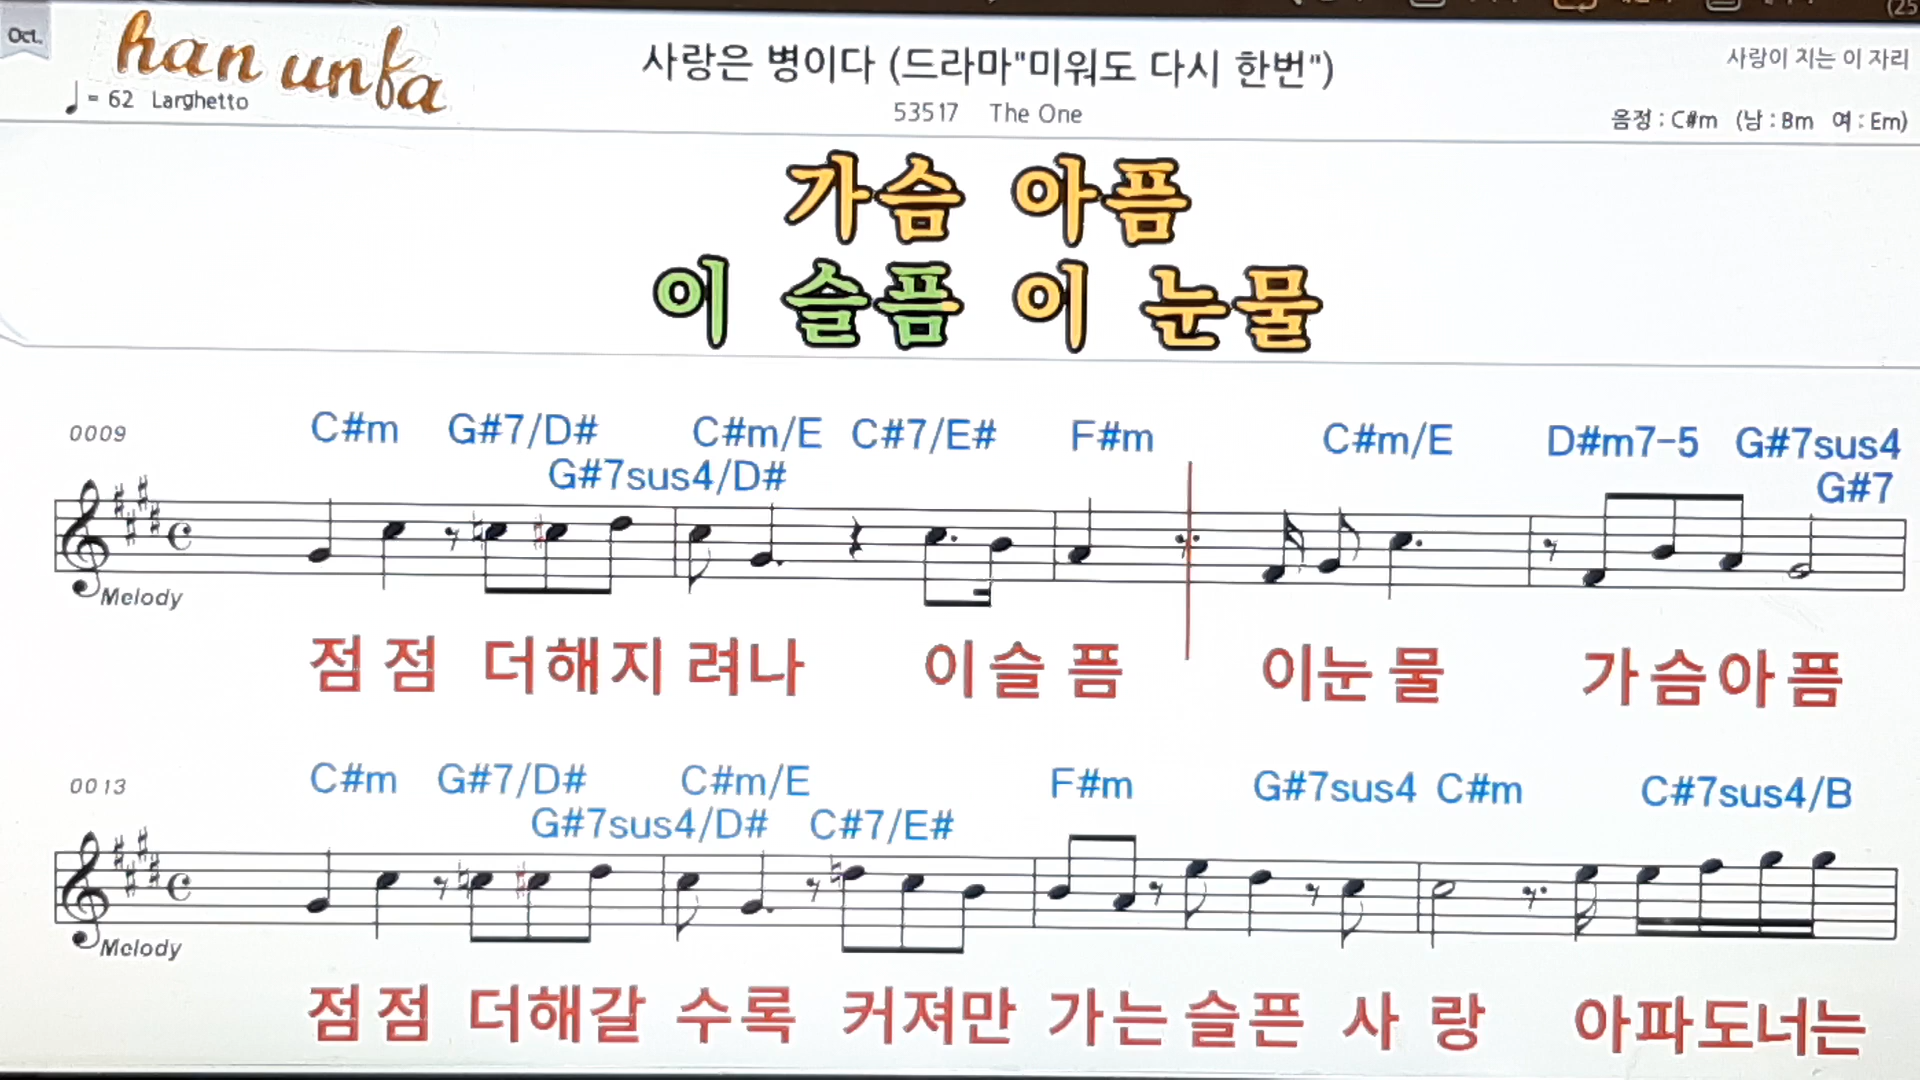 Oct.
han unfa
사랑은 병이다 (드라마"미워도 다시 한번")
사랑이 지는 이 자리
♩= 62 Larghetto
53517 The One
음정 : C#m (남 : Bm 여 : Em)
가슴 아픔
이 슬픔 이 눈물
0009 C#m G#7/D# C#m/E C#7/E# F#m C#m/E D#m7-5 G#7sus4
G#7sus4/D# G#7
Melody
점 점 더해지 려나 이슬 픔 이눈 물 가슴아픔
0013 C#m G#7/D# C#m/E F#m G#7sus4 C#m C#7sus4/B
G#7sus4/D# C#7/E#
Melody
점 점 더해갈 수록 커져만 가는슬픈 사 랑 아파도너는